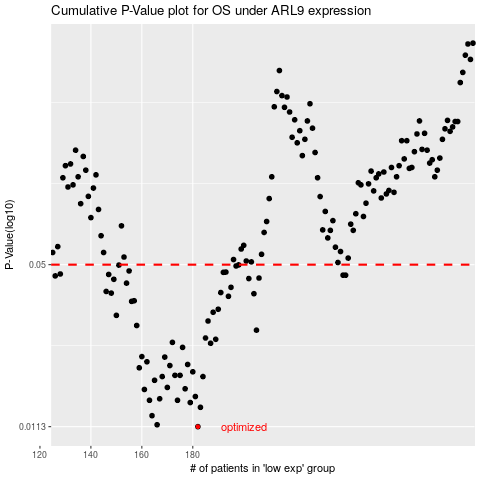 Cumulative P-Value plot for OS under ARL9 expression
P-Value(log10)
0.05
0.0113
optimized
120 140 160 180
# of patients in 'low exp' group